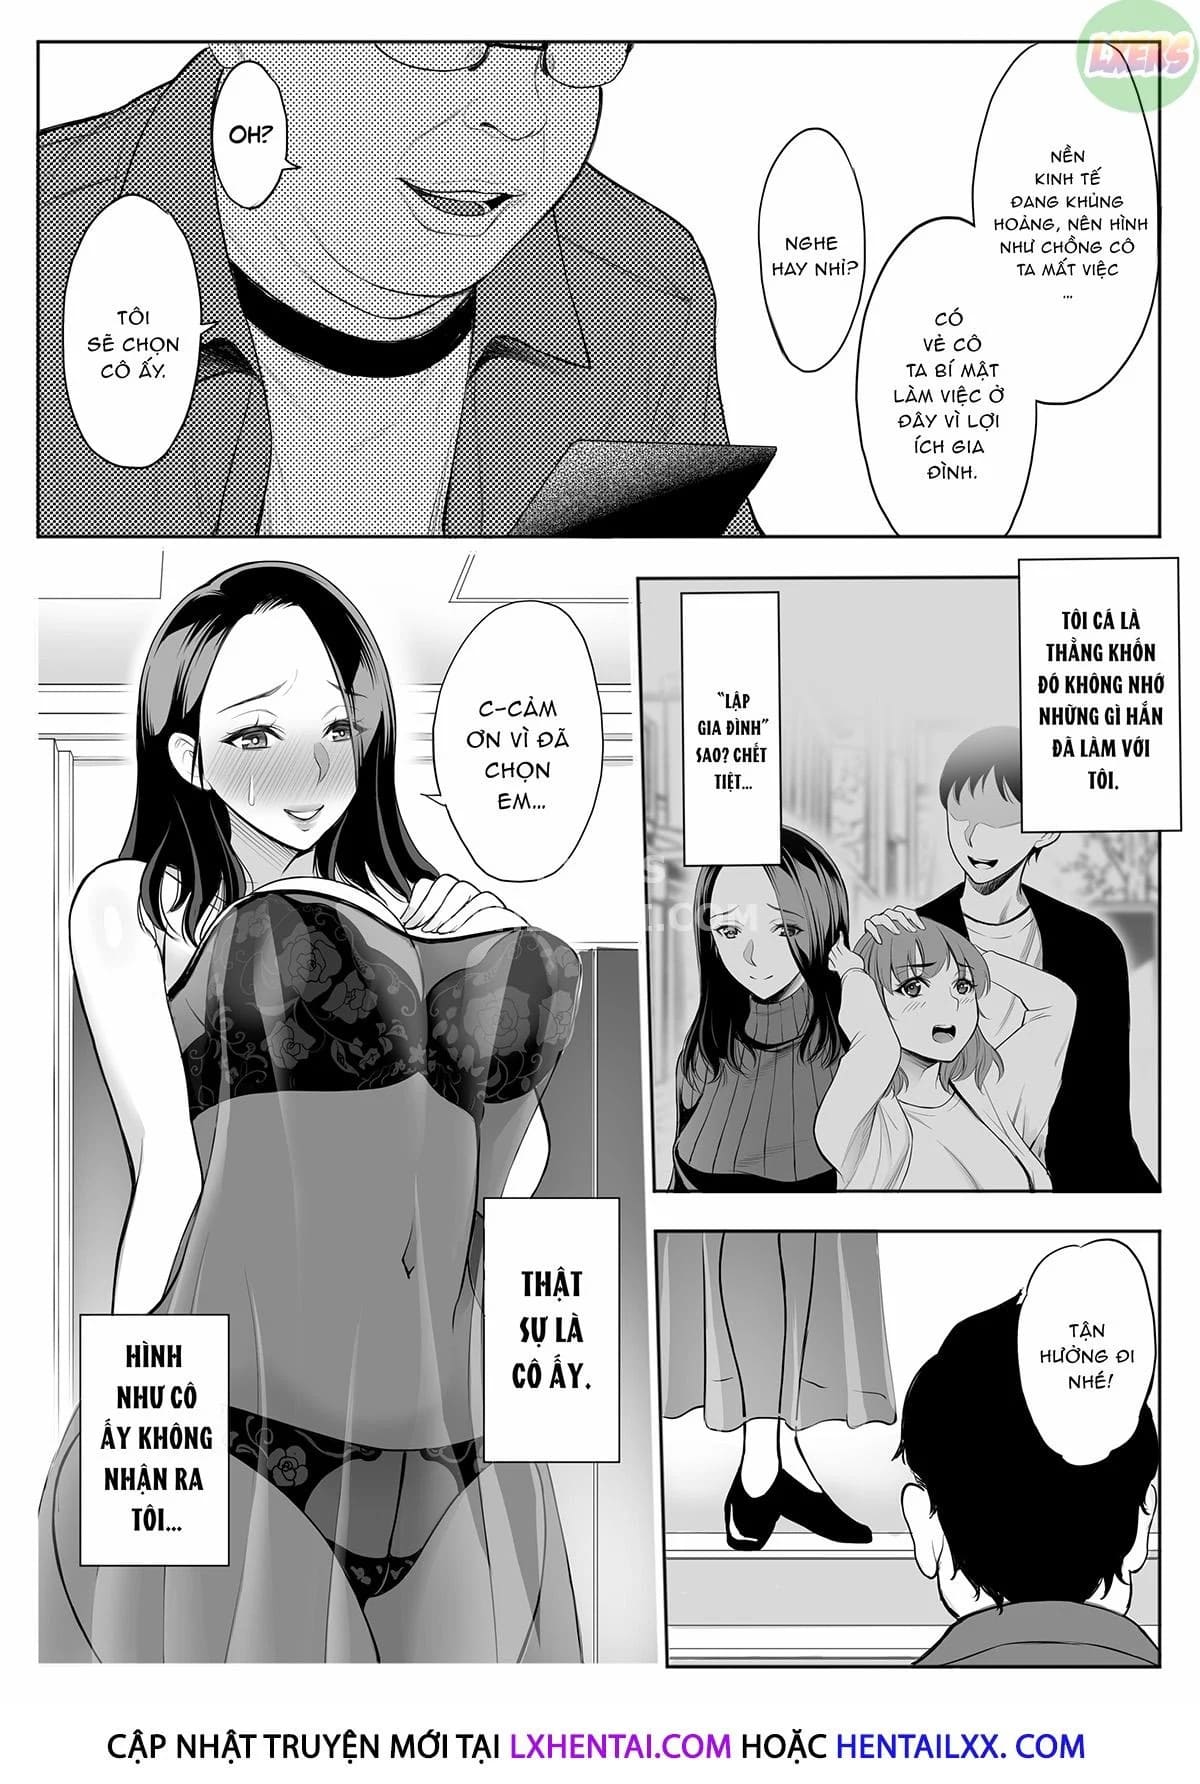 LXERS
NỀN
KINH TẾ
ĐANG KHỦNG
HOẢNG, NÊN HÌNH
NHƯ CHỒNG CÔ
TA MẤT VIỆC
...
CÓ
VẺ CÔ
TA BÍ MẬT
LÀM VIỆC Ở
ĐÂY VÌ LỢI
ÍCH GIA
ĐÌNH.
NGHE
HAY NHỈ?
OH?
TÔI
SẼ CHỌN
CÔ ẤY.
TÔI CÁ LÀ
THẰNG KHỐN
ĐÓ KHÔNG NHỚ
NHỮNG GÌ HẮN
ĐÃ LÀM VỚI
TÔI.
"LẬP
GIA ĐÌNH"
SAO? CHẾT
TIỆT...
C-CẢM
ƠN VÌ ĐÃ
CHỌN
EM...
TẬN
HƯỞNG ĐI
NHÉ!
THẬT
SỰ LÀ
CÔ ẤY.
HÌNH
NHƯ CÔ
ẤY KHÔNG
NHẬN RA
TÔI...
CẬP NHẬT TRUYỆN MỚI TẠI LXHENTAI.COM HOẶC HENTAILXX. COM